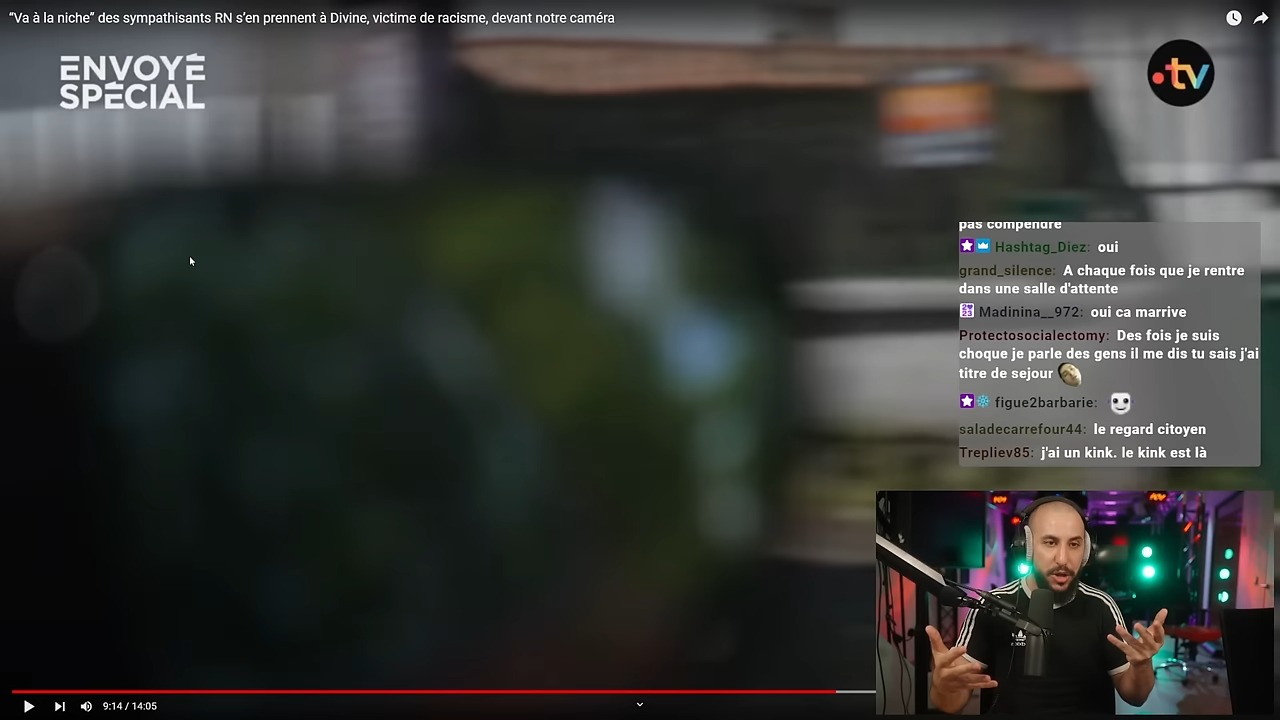 “Va à la niche” des sympathisants RN s’en prennent à Divine, victime de racisme, devant notre caméra
ENVOYÉ
SPÉCIAL
•tv
pas compendre
Hashtag_Diez: oui
grand_silence: A chaque fois que je rentre
dans une salle d'attente
Madinina__972: oui ca marrive
Protectosocialectomy: Des fois je suis
choque je parle des gens il me dis tu sais j'ai
titre de sejour
figue2barbarie:
saladecarrefour44: le regard citoyen
Trepliev85: j'ai un kink. le kink est là
9:14 / 14:05